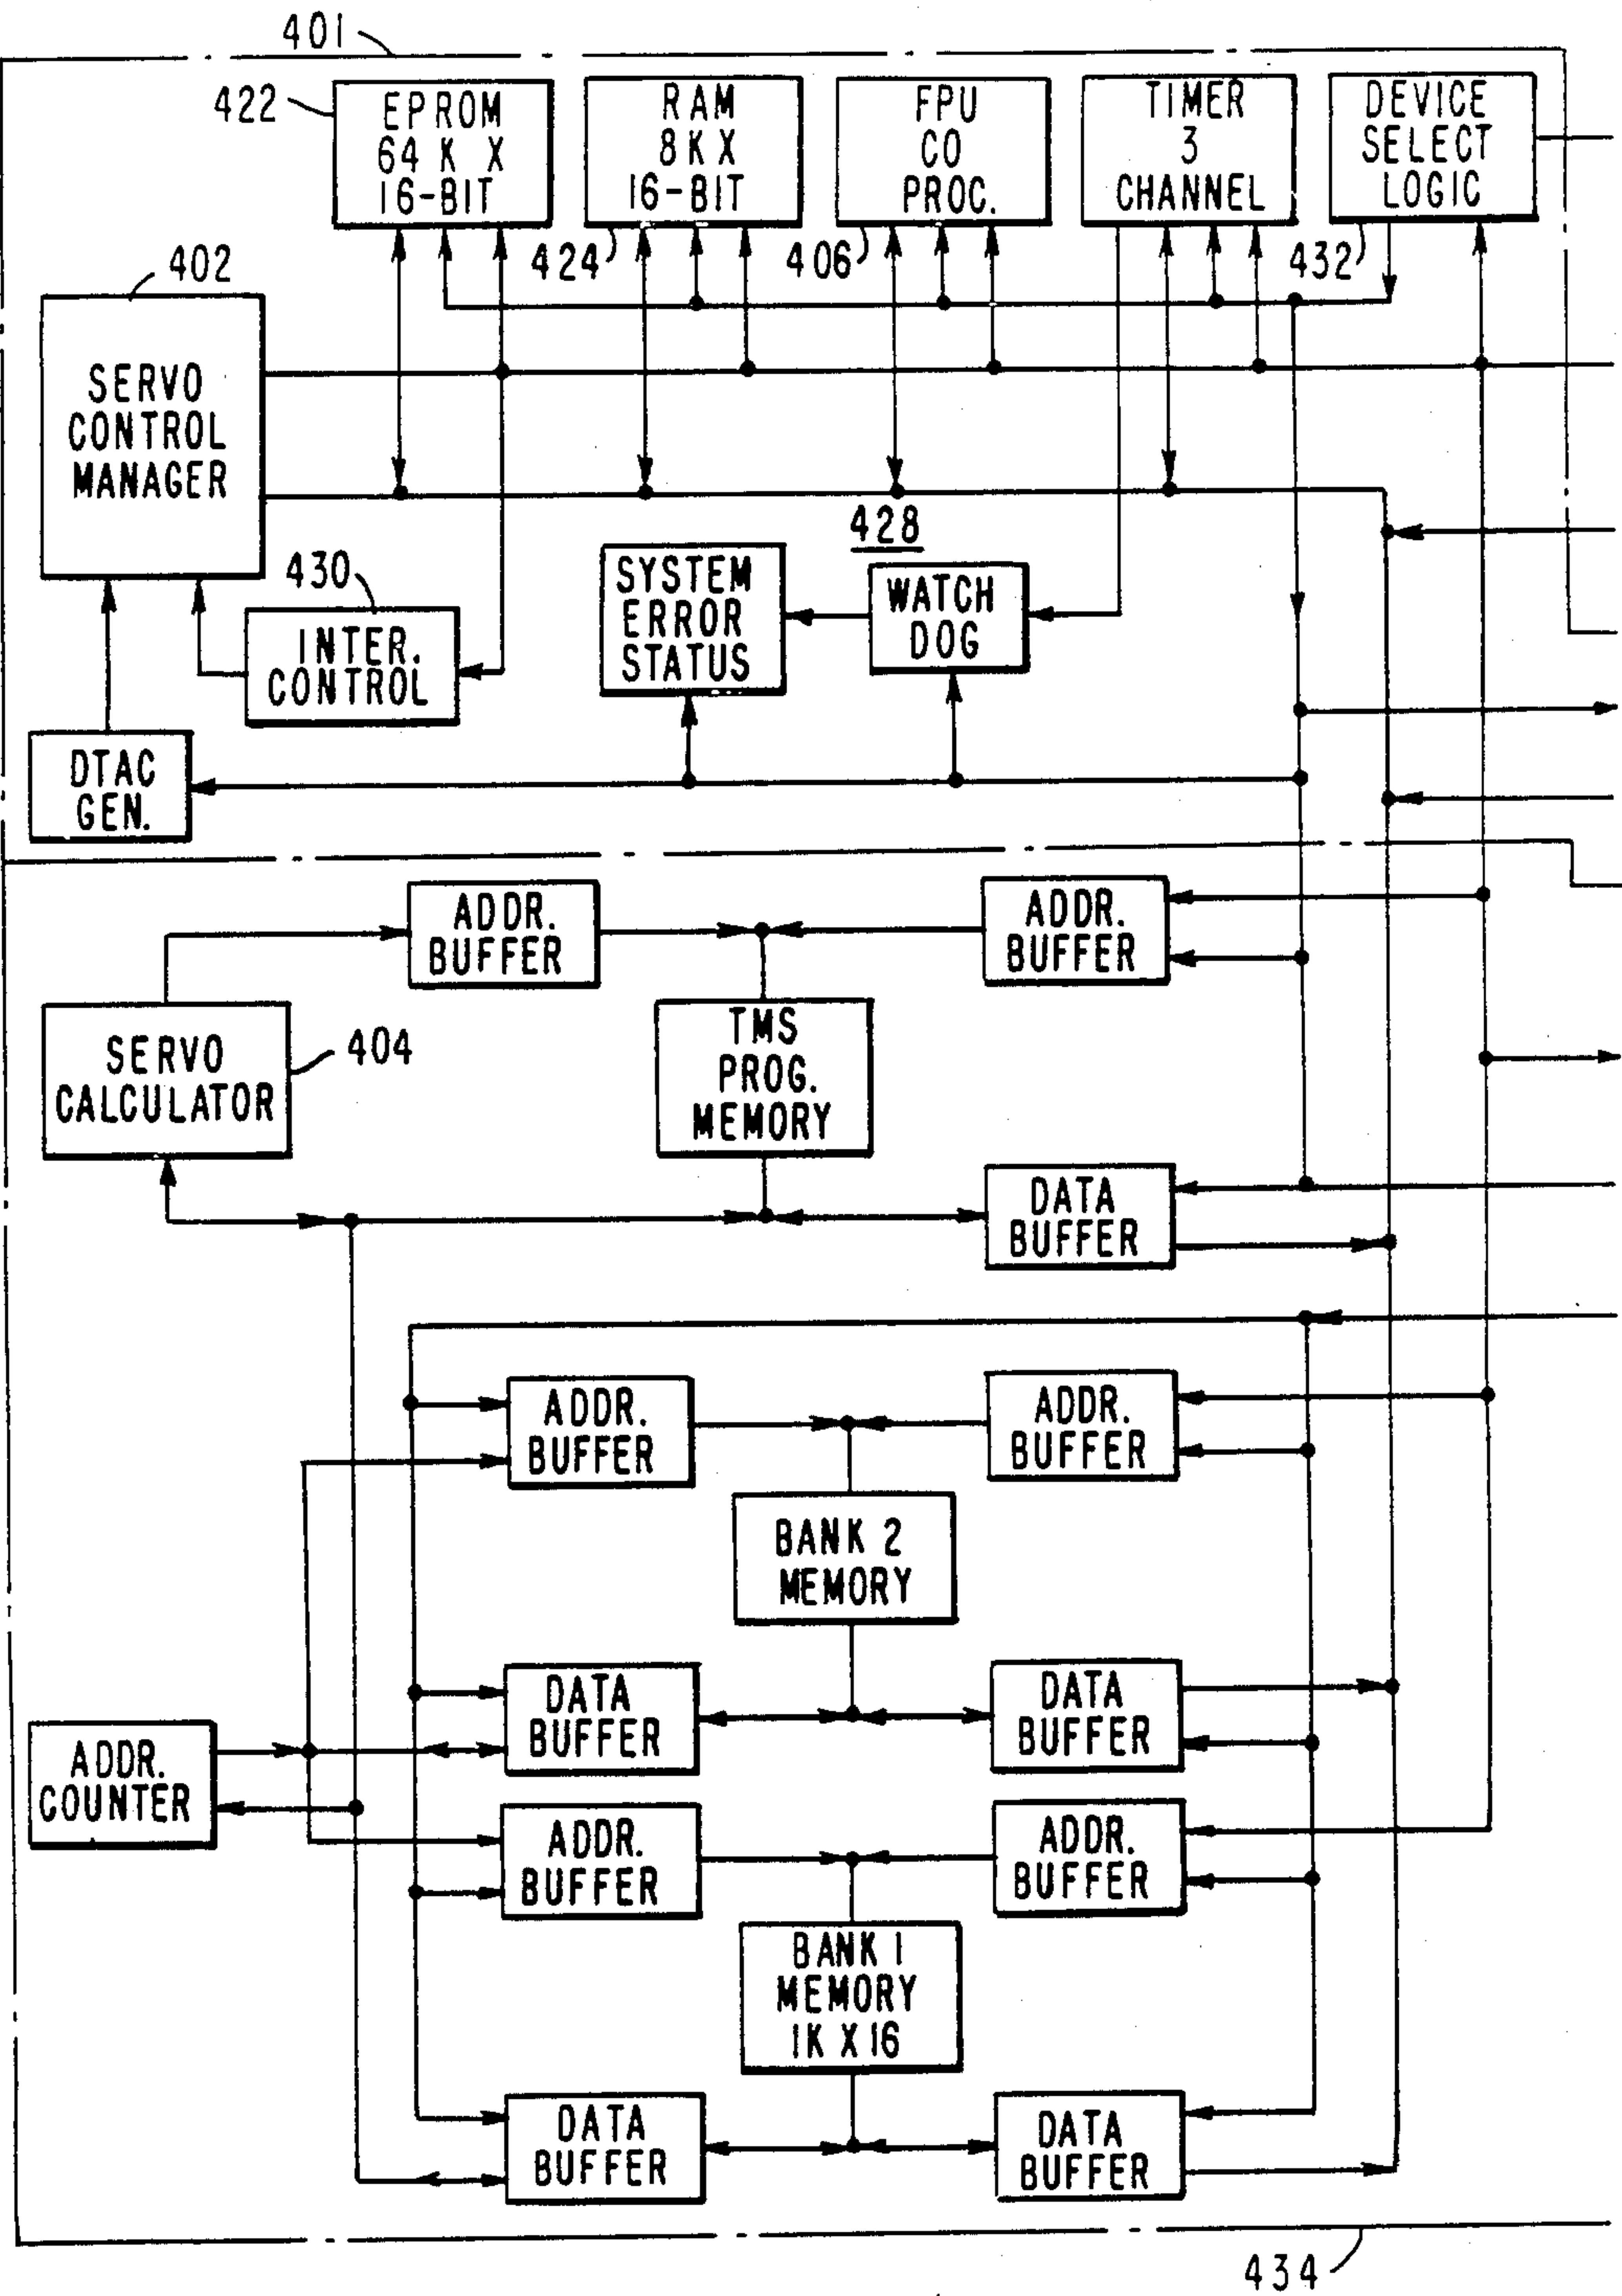 401
422
EPROM
64 K X
16-BIT
RAM
8K X
16-BIT
FPU
CO
PROC.
TIMER
3
CHANNEL
DEVICE
SELECT
LOGIC
424
406
432
402
SERVO
CONTROL
MANAGER
428
430
INTER.
CONTROL
SYSTEM
ERROR
STATUS
WATCH
DOG
DTAC
GEN.
ADDR.
BUFFER
ADDR.
BUFFER
SERVO
CALCULATOR
404
TMS
PROG.
MEMORY
DATA
BUFFER
ADDR.
BUFFER
ADDR.
BUFFER
BANK 2
MEMORY
DATA
BUFFER
DATA
BUFFER
ADDR.
COUNTER
ADDR.
BUFFER
ADDR.
BUFFER
BANK 1
MEMORY
1K X 16
DATA
BUFFER
DATA
BUFFER
434